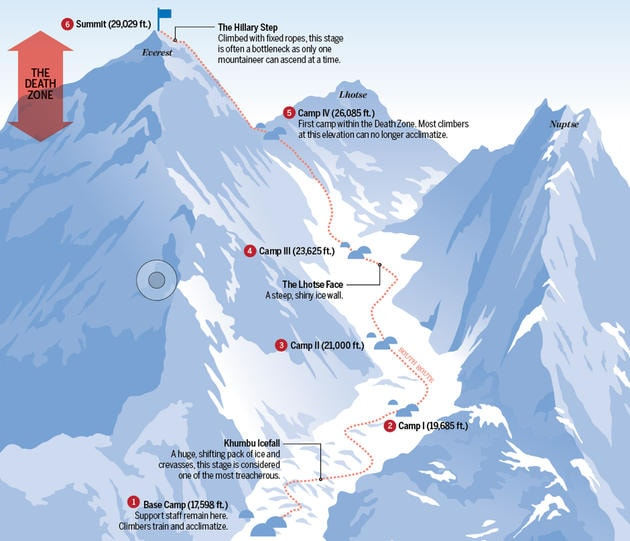 6 Summit (29,029 ft.)
The Hillary Step
Climbed with fixed ropes, this stage
is often a bottleneck as only one
mountaineer can ascend at a time.
Everest
THE
DEATH
ZONE
Lhotse
5 Camp IV (26,085 ft.)
First camp within the Death Zone. Most climbers
at this elevation can no longer acclimatize.
Nuptse
4 Camp III (23,625 ft.)
The Lhotse Face
A steep, shiny ice wall.
3 Camp II (21,000 ft.)
SOUTH ROUTE
2 Camp I (19,685 ft.)
Khumbu Icefall
A huge, shifting pack of ice and
crevasses, this stage is considered
one of the most treacherous.
1 Base Camp (17,598 ft.)
Support staff remain here.
Climbers train and acclimatize.